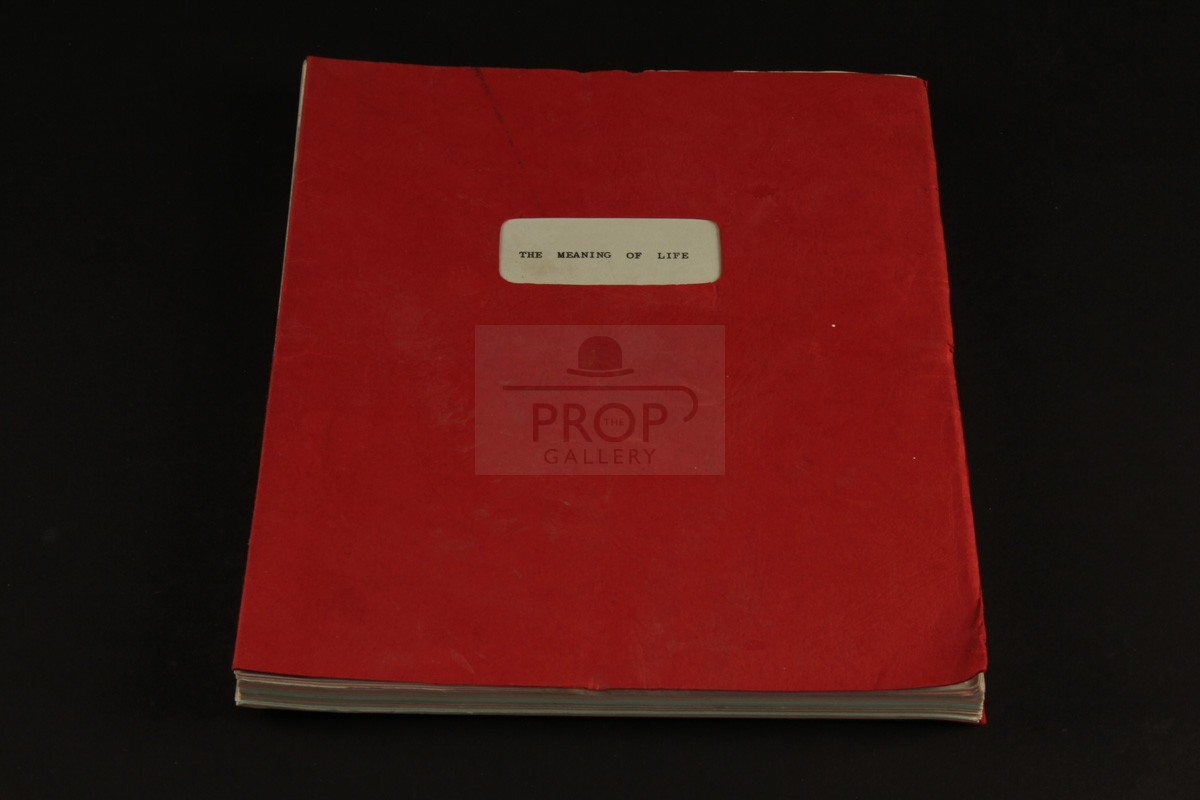 THE MEANING OF LIFE
THE
PROP
GALLERY